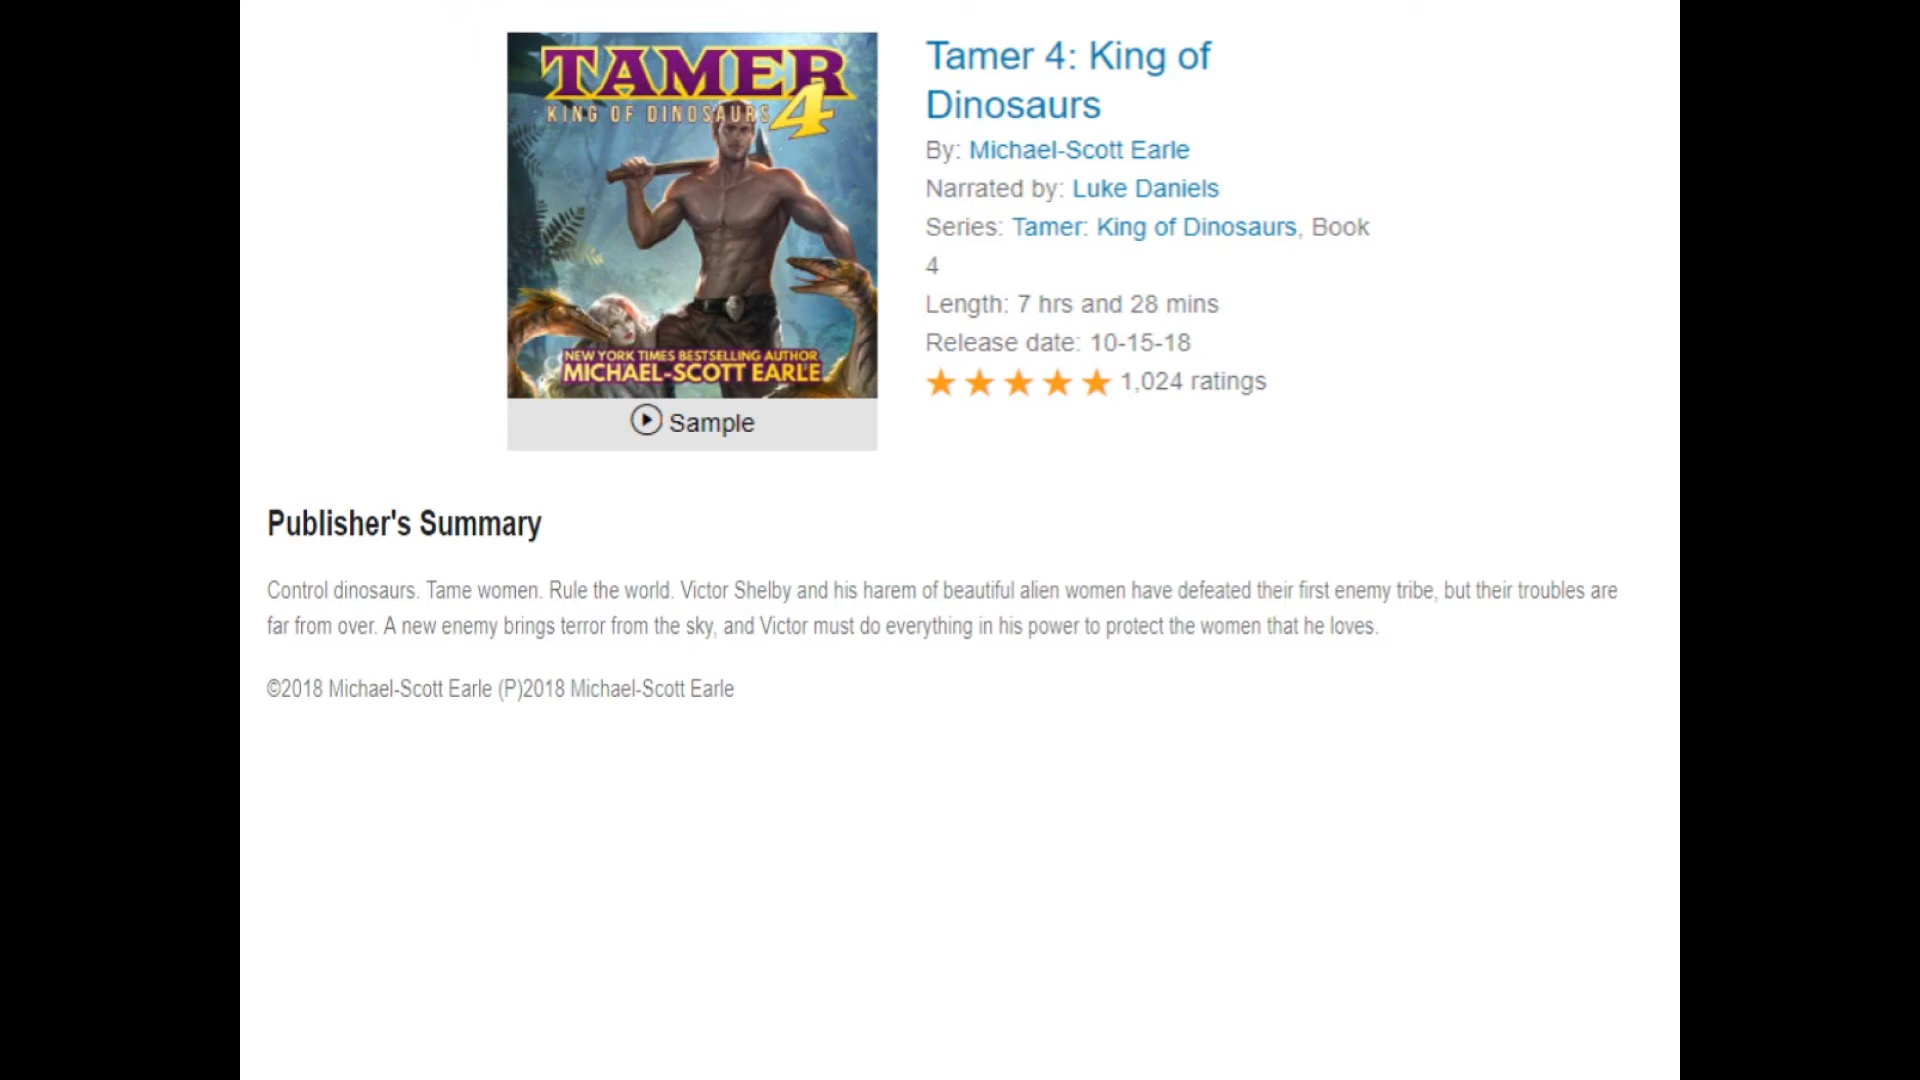 TAMER
4
KING OF DINOSAURS
NEW YORK TIMES BESTSELLING AUTHOR
MICHAEL-SCOTT EARLE
Sample
Tamer 4: King of
Dinosaurs
By: Michael-Scott Earle
Narrated by: Luke Daniels
Series: Tamer: King of Dinosaurs, Book
4
Length: 7 hrs and 28 mins
Release date: 10-15-18
1,024 ratings
Publisher's Summary
Control dinosaurs. Tame women. Rule the world. Victor Shelby and his harem of beautiful alien women have defeated their first enemy tribe, but their troubles are
far from over. A new enemy brings terror from the sky, and Victor must do everything in his power to protect the women that he loves.
©2018 Michael-Scott Earle (P)2018 Michael-Scott Earle